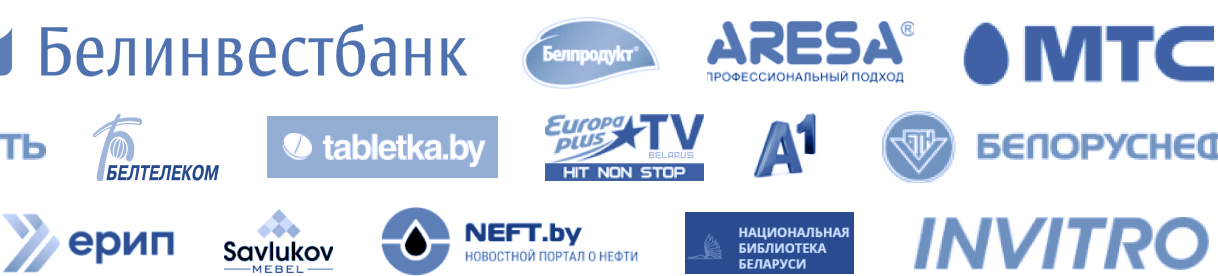 Белинвестбанк
Белпродукт®
ARESA®
ПРОФЕССИОНАЛЬНЫЙ ПОДХОД
МТС
ТЬ
БЕЛТЕЛЕКОМ
tabletka.by
Europa
plus
TV
BELARUS
HIT NON STOP
A1
БЕЛОРУСНЕФ
ерип
Savlukov
MEBEL
NEFT.by
НОВОСТНОЙ ПОРТАЛ О НЕФТИ
НАЦИОНАЛЬНАЯ
БИБЛИОТЕКА
БЕЛАРУСИ
INVITRO